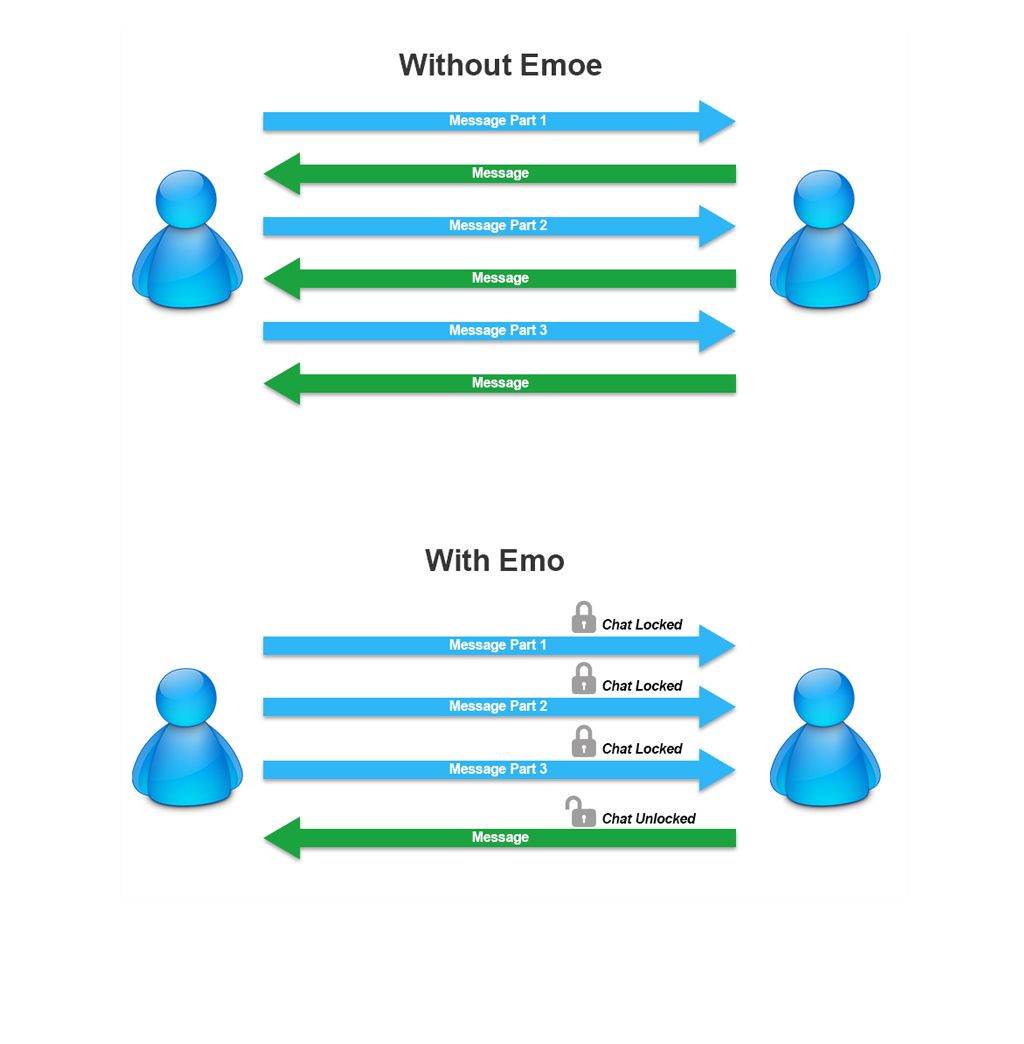 Without Emoe
Message Part 1
Message
Message Part 2
Message
Message Part 3
Message
With Emo
Chat Locked
Message Part 1
Chat Locked
Message Part 2
Chat Locked
Message Part 3
Chat Unlocked
Message